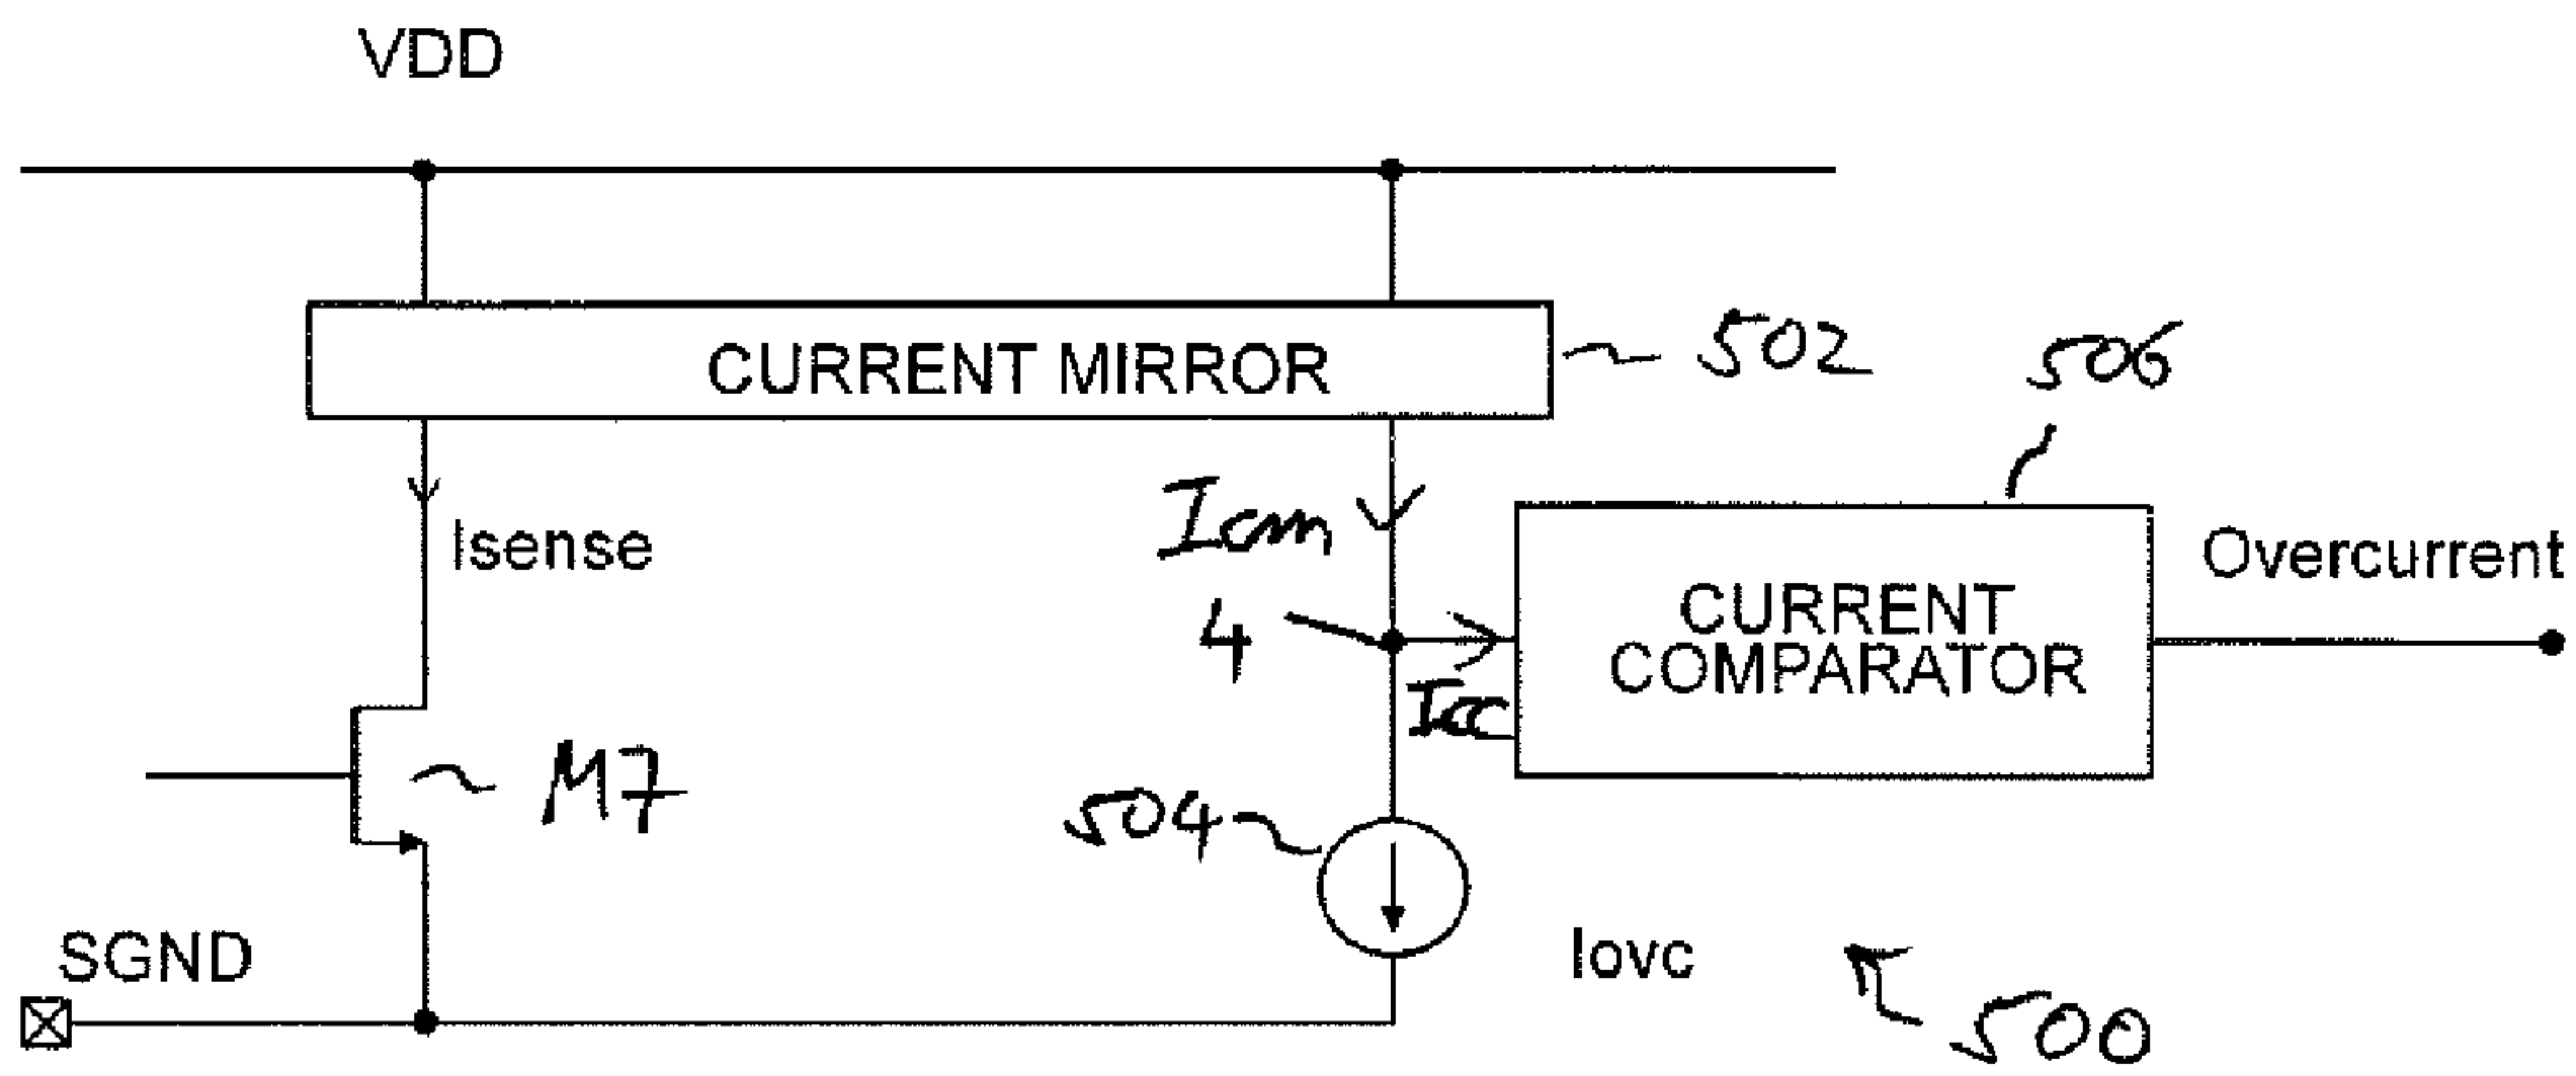 VDD
CURRENT MIRROR
502
506
Isense
Icm
4
Icc
CURRENT
COMPARATOR
Overcurrent
M7
504
SGND
Iovc
500